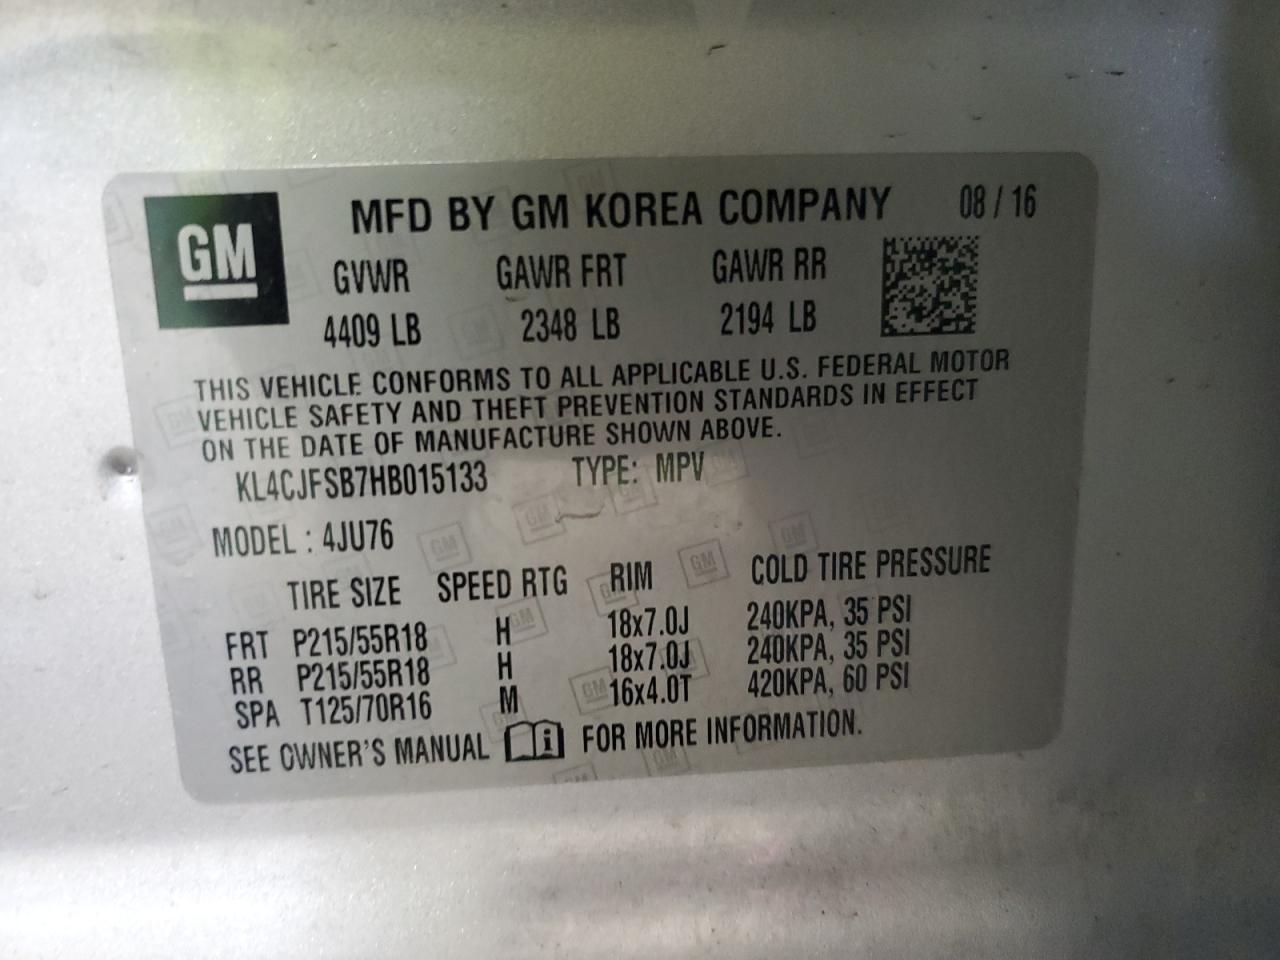 GM
MFD BY GM KOREA COMPANY 08 / 16
GVWR GAWR FRT GAWR RR
4409 LB 2348 LB 2194 LB
THIS VEHICLE CONFORMS TO ALL APPLICABLE U.S. FEDERAL MOTOR
VEHICLE SAFETY AND THEFT PREVENTION STANDARDS IN EFFECT
ON THE DATE OF MANUFACTURE SHOWN ABOVE.
KL4CJFSB7HB015133 TYPE: MPV
MODEL : 4JU76
TIRE SIZE SPEED RTG RIM COLD TIRE PRESSURE
FRT P215/55R18 H 18x7.0J 240KPA, 35 PSI
RR P215/55R18 H 18x7.0J 240KPA, 35 PSI
SPA T125/70R16 M 16x4.0T 420KPA, 60 PSI
SEE OWNER'S MANUAL FOR MORE INFORMATION.